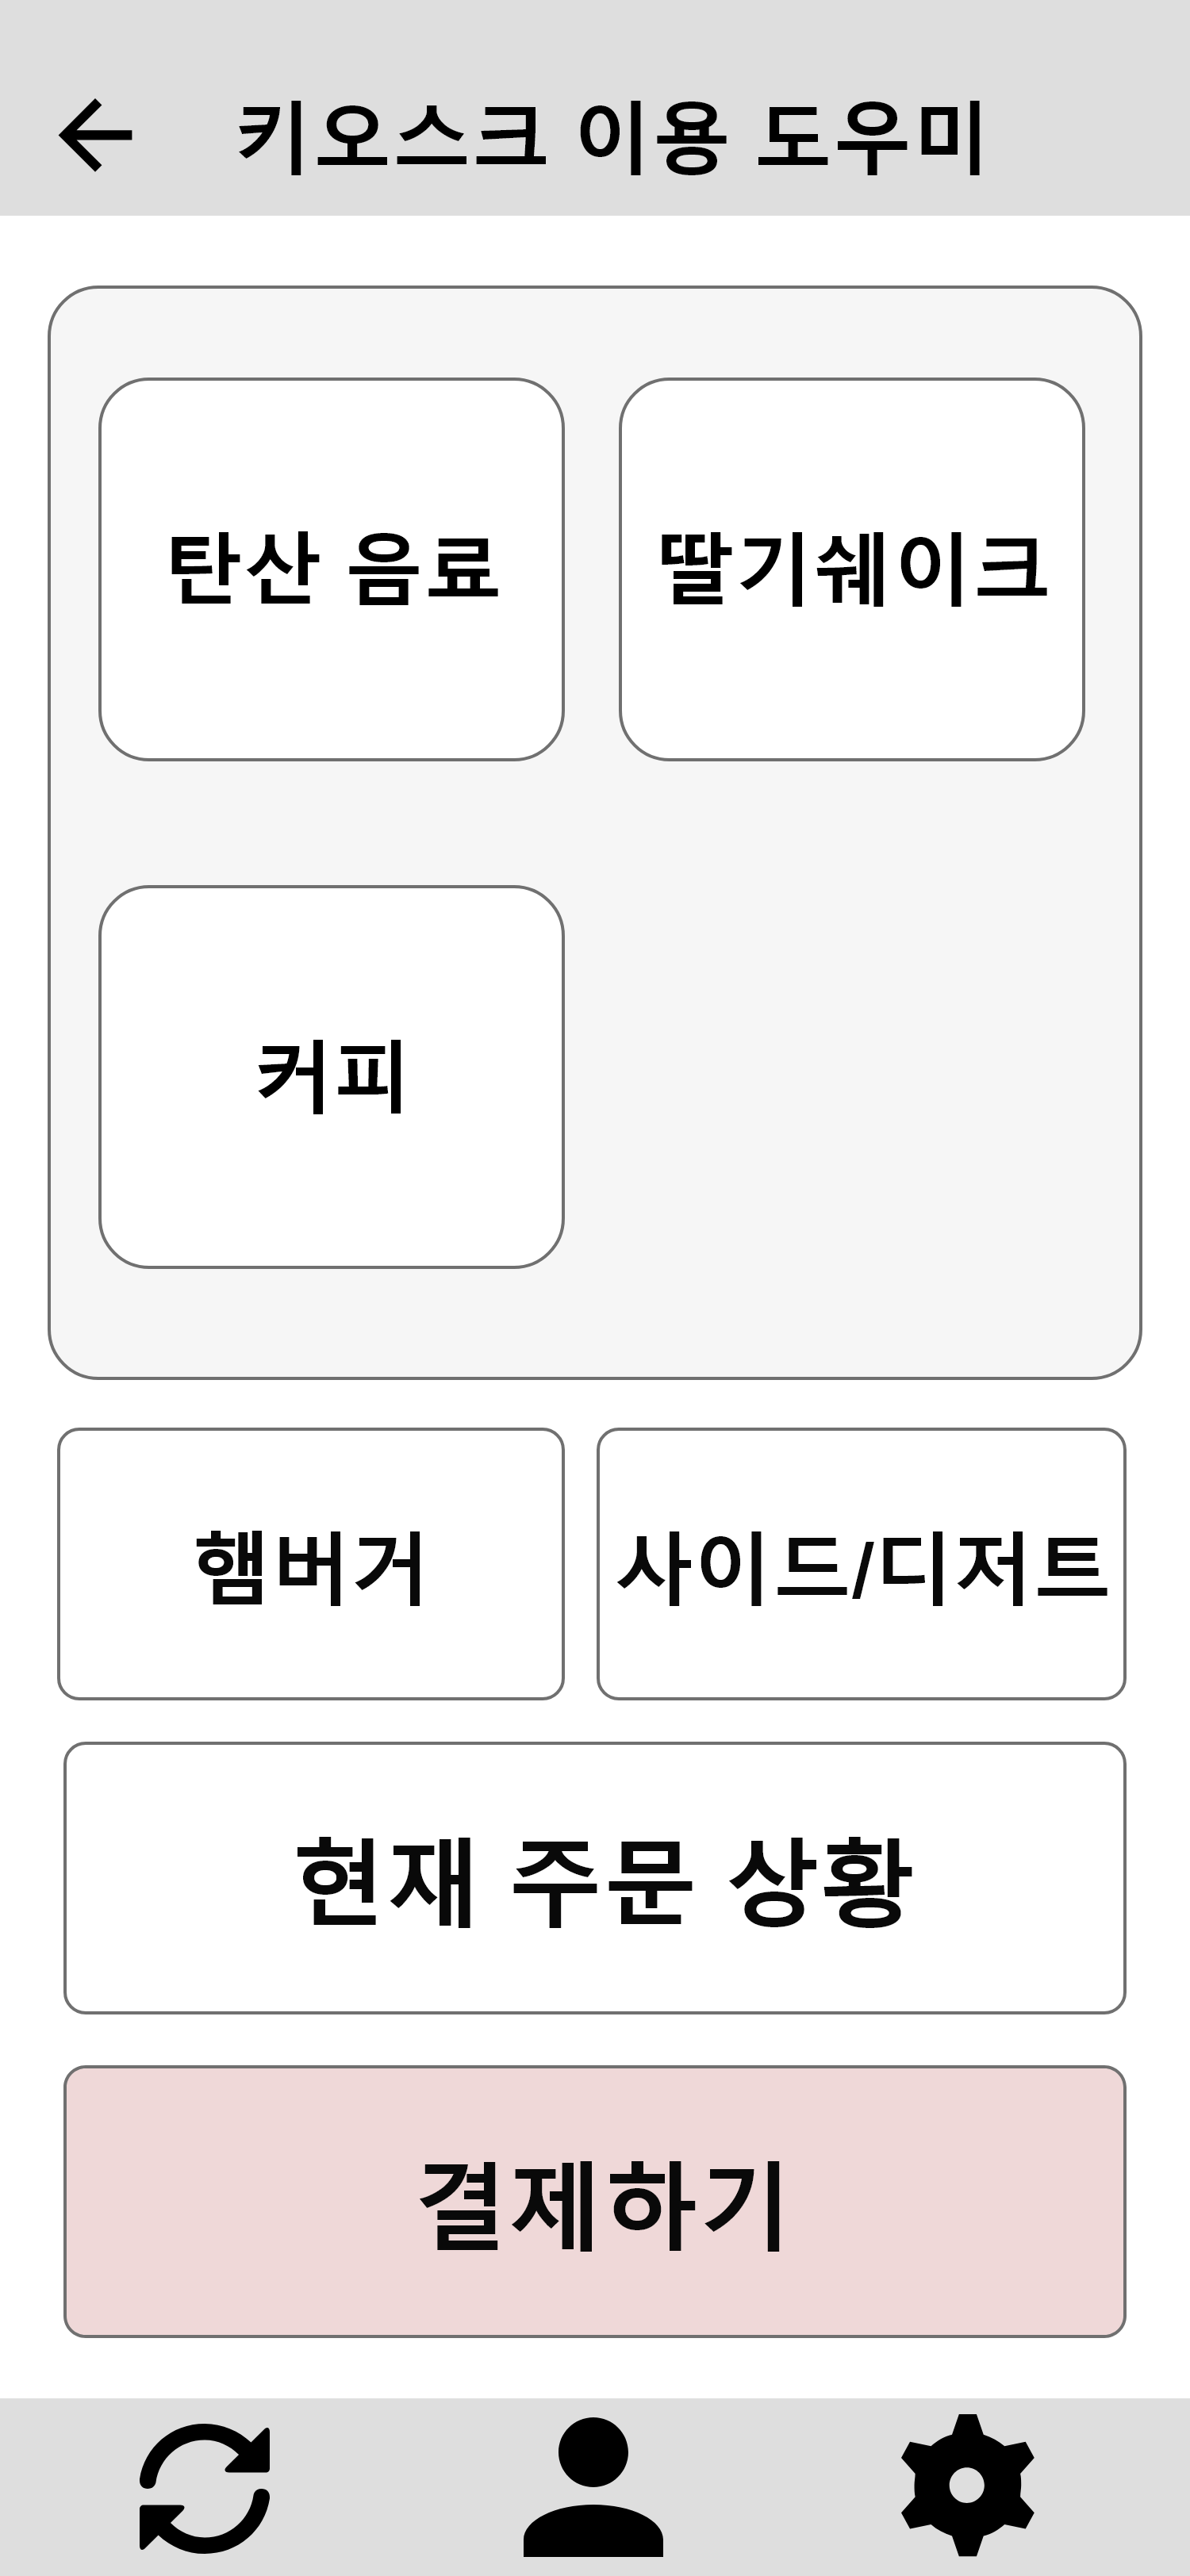 키오스크 이용 도우미
탄산 음료
딸기쉐이크
커피
햄버거
사이드/디저트
현재 주문 상황
결제하기